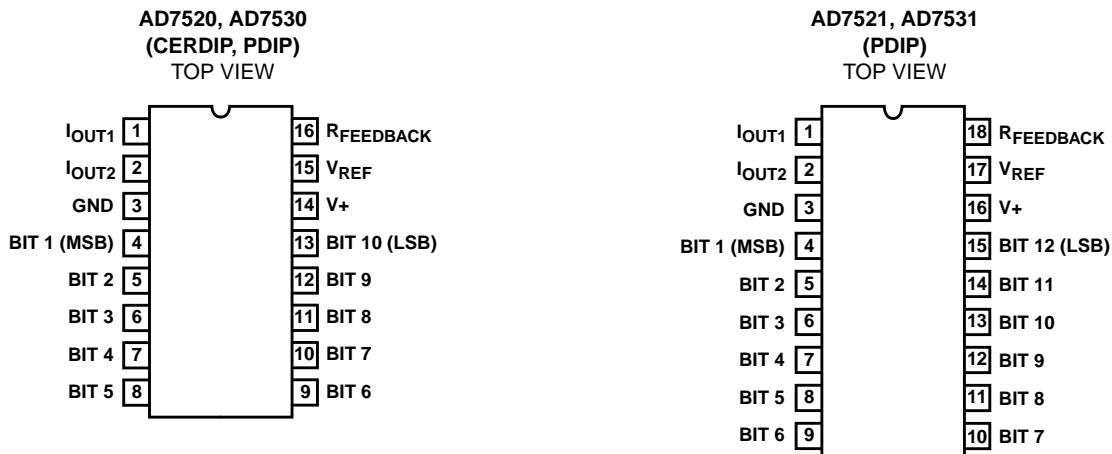 AD7520, AD7530
(CERDIP, PDIP)
TOP VIEW
IOUT1 1 16 RFEEDBACK
IOUT2 2 15 VREF
GND 3 14 V+
BIT 1 (MSB) 4 13 BIT 10 (LSB)
BIT 2 5 12 BIT 9
BIT 3 6 11 BIT 8
BIT 4 7 10 BIT 7
BIT 5 8 9 BIT 6
AD7521, AD7531
(PDIP)
TOP VIEW
IOUT1 1 18 RFEEDBACK
IOUT2 2 17 VREF
GND 3 16 V+
BIT 1 (MSB) 4 15 BIT 12 (LSB)
BIT 2 5 14 BIT 11
BIT 3 6 13 BIT 10
BIT 4 7 12 BIT 9
BIT 5 8 11 BIT 8
BIT 6 9 10 BIT 7